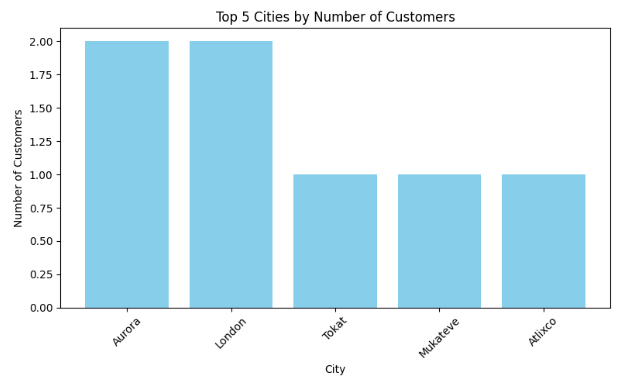 Top 5 Cities by Number of Customers
Number of Customers
2.00
1.75
1.50
1.25
1.00
0.75
0.50
0.25
0.00
Aurora
London
Tokat
Mukateve
Atlixco
City